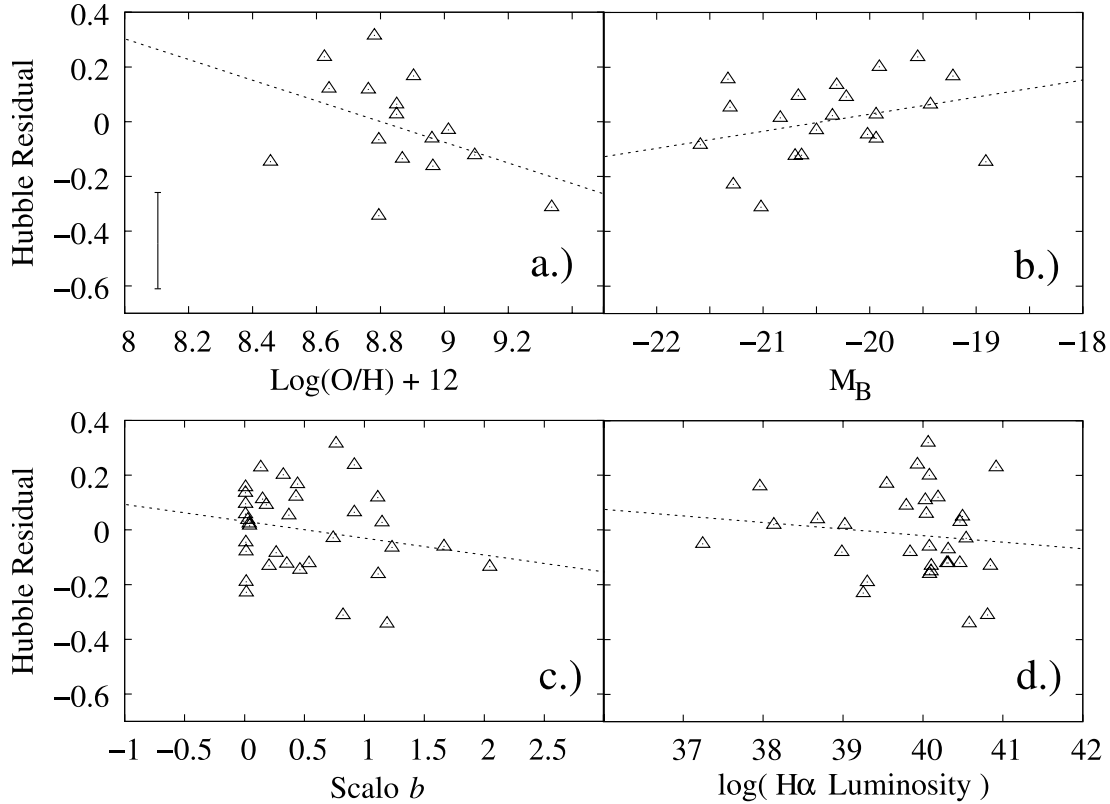 0.4
0.2
0
−0.2
−0.4
−0.6
Hubble Residual
a.)
8 8.2 8.4 8.6 8.8 9 9.2
Log(O/H) + 12
b.)
−22 −21 −20 −19 −18
M_B
0.4
0.2
0
−0.2
−0.4
−0.6
Hubble Residual
c.)
−1 −0.5 0 0.5 1 1.5 2 2.5
Scalo b
d.)
37 38 39 40 41 42
log( Hα Luminosity )